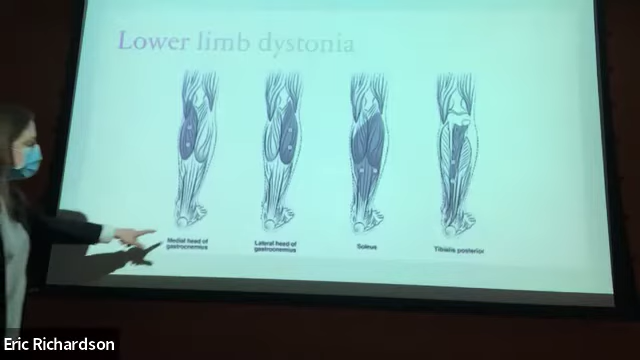 Lower limb dystonia
Medial head of
gastrocnemius
Lateral head of
gastrocnemius
Soleus
Tibialis posterior
Eric Richardson